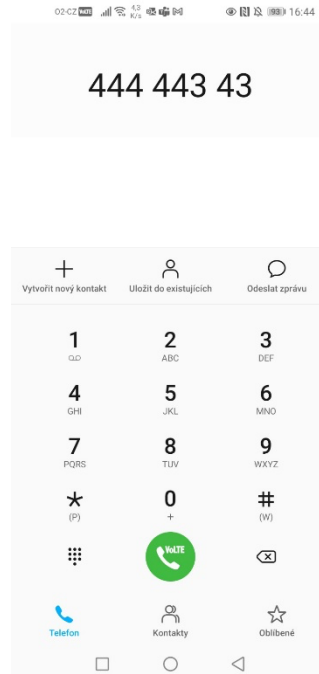 O2-CZ VoLTE 4,3 K/s 93 16:44
444 443 43
Vytvořit nový kontakt Uložit do existujících Odeslat zprávu
1 2 3
ABC DEF
4 5 6
GHI JKL MNO
7 8 9
PQRS TUV WXYZ
* 0 #
(P) + (W)
VoLTE
Telefon Kontakty Oblíbené